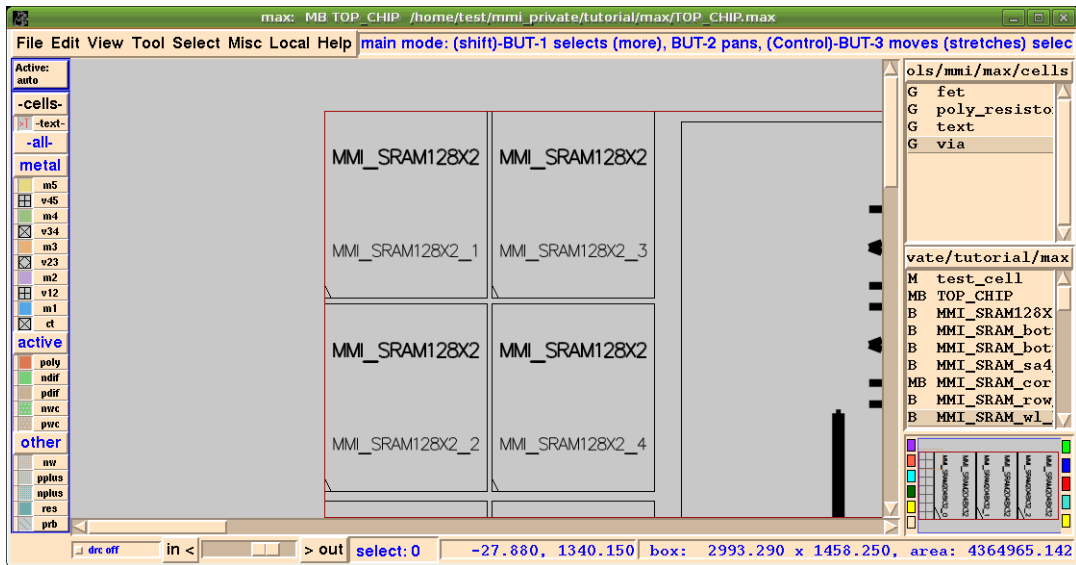 max: MB TOP_CHIP /home/test/mmi_private/tutorial/max/TOP_CHIP.max
File Edit View Tool Select Misc Local Help main mode: (shift)-BUT-1 selects (more), BUT-2 pans, (Control)-BUT-3 moves (stretches) selec
Active:
auto
-cells-
-text-
-all-
metal
m5
v45
m4
v34
m3
v23
m2
v12
m1
ct
active
poly
ndif
pdif
nwc
pwc
other
nw
pplus
nplus
res
prb
MMI_SRAM128X2 MMI_SRAM128X2
MMI_SRAM128X2_1 MMI_SRAM128X2_3
MMI_SRAM128X2 MMI_SRAM128X2
MMI_SRAM128X2_2 MMI_SRAM128X2_4
ols/mmi/max/cells
G fet
G poly_resisto
G text
G via
vate/tutorial/max
M test_cell
MB TOP_CHIP
B MMI_SRAM128X
B MMI_SRAM_bot
B MMI_SRAM_bot
B MMI_SRAM_sa4_
MB MMI_SRAM_cor
B MMI_SRAM_row_
B MMI_SRAM_wl_
drc off in < > out select: 0 -27.880, 1340.150 box: 2993.290 x 1458.250, area: 4364965.142